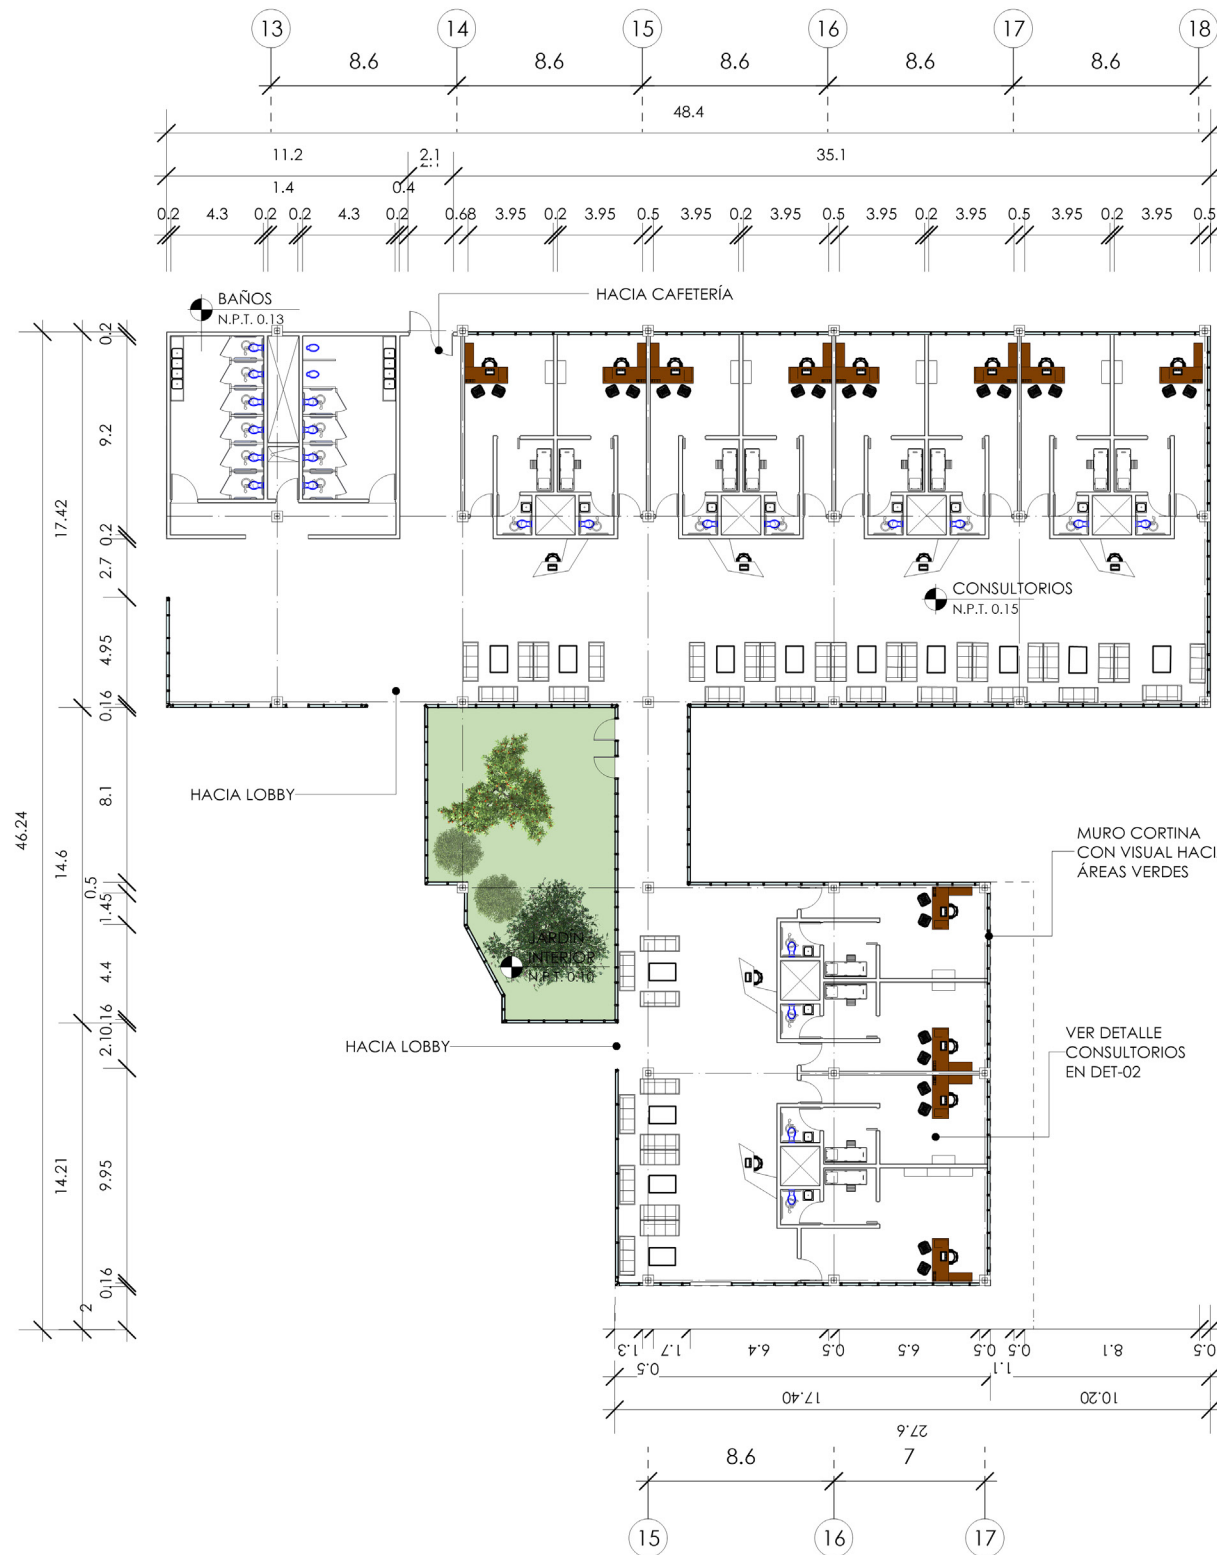 13 14 15 16 17 18
8.6 8.6 8.6 8.6 8.6
48.4
11.2 2.1 35.1
1.4 0.4
0.2 4.3 0.2 0.2 4.3 0.2 0.68 3.95 0.2 3.95 0.5 3.95 0.2 3.95 0.5 3.95 0.2 3.95 0.5 3.95 0.2 3.95 0.5
BAÑOS
N.P.T. 0.13
HACIA CAFETERÍA
0.2
9.2
17.42
0.2
2.7
CONSULTORIOS
N.P.T. 0.15
4.95
0.16
HACIA LOBBY
8.1
46.24
14.6
0.5
1.45
MURO CORTINA
CON VISUAL HACI
ÁREAS VERDES
JARDIN
INTERIOR
N.P.T. 0.10
4.4
0.16
2.10
HACIA LOBBY
VER DETALLE
CONSULTORIOS
EN DET-02
14.21
9.95
0.16
2
1.3 1.7 6.4 0.5 6.5 0.5 0.5 8.1 0.5
0.5 1.1
17.40 10.20
27.6
8.6 7
15 16 17